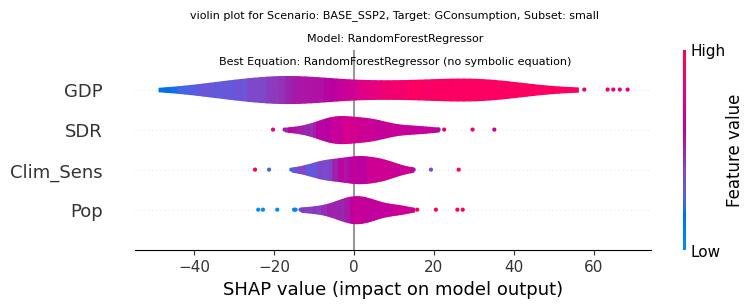 violin plot for Scenario: BASE_SSP2, Target: GConsumption, Subset: small
Model: RandomForestRegressor
Best Equation: RandomForestRegressor (no symbolic equation)
High
GDP
SDR
Clim_Sens
Pop
Feature value
Low
−40 −20 0 20 40 60
SHAP value (impact on model output)